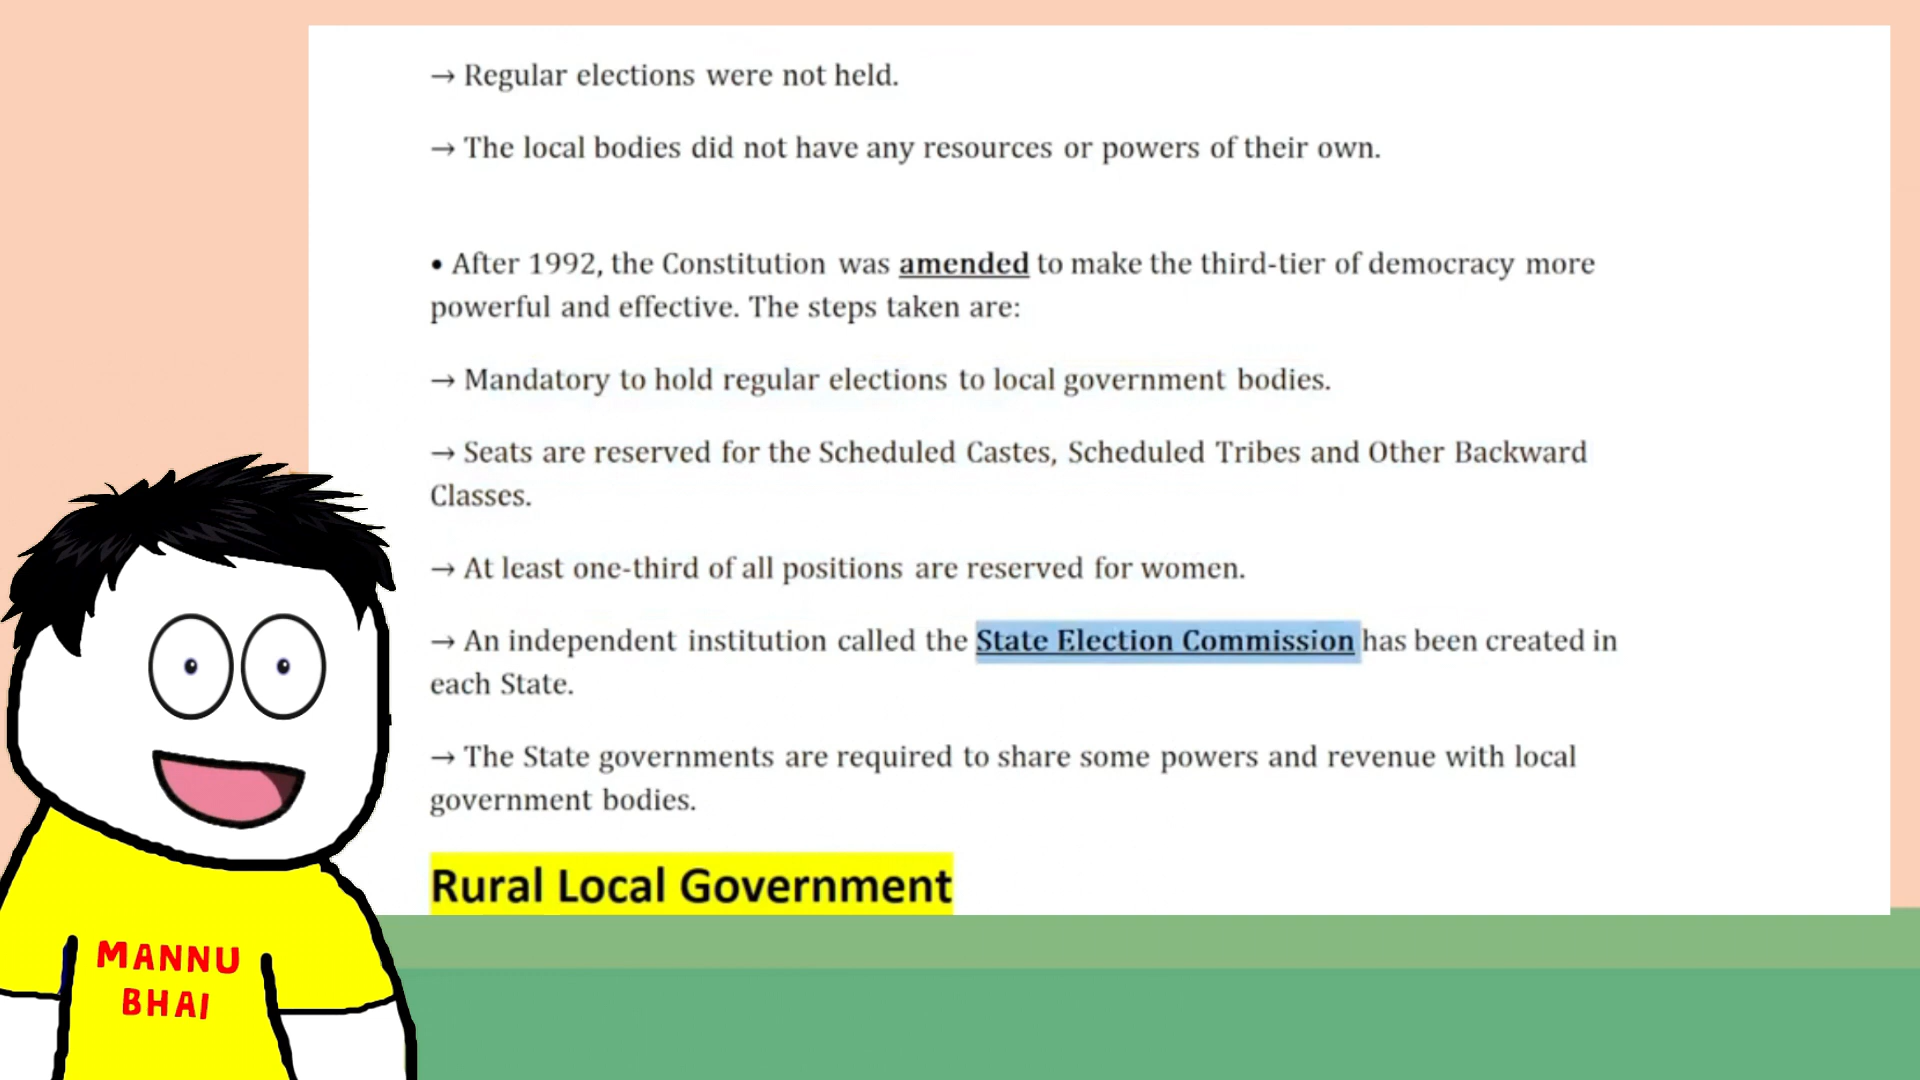 → Regular elections were not held.
→ The local bodies did not have any resources or powers of their own.
• After 1992, the Constitution was amended to make the third-tier of democracy more
powerful and effective. The steps taken are:
→ Mandatory to hold regular elections to local government bodies.
→ Seats are reserved for the Scheduled Castes, Scheduled Tribes and Other Backward
Classes.
→ At least one-third of all positions are reserved for women.
→ An independent institution called the State Election Commission has been created in
each State.
→ The State governments are required to share some powers and revenue with local
government bodies.
Rural Local Government
MANNU
BHAI